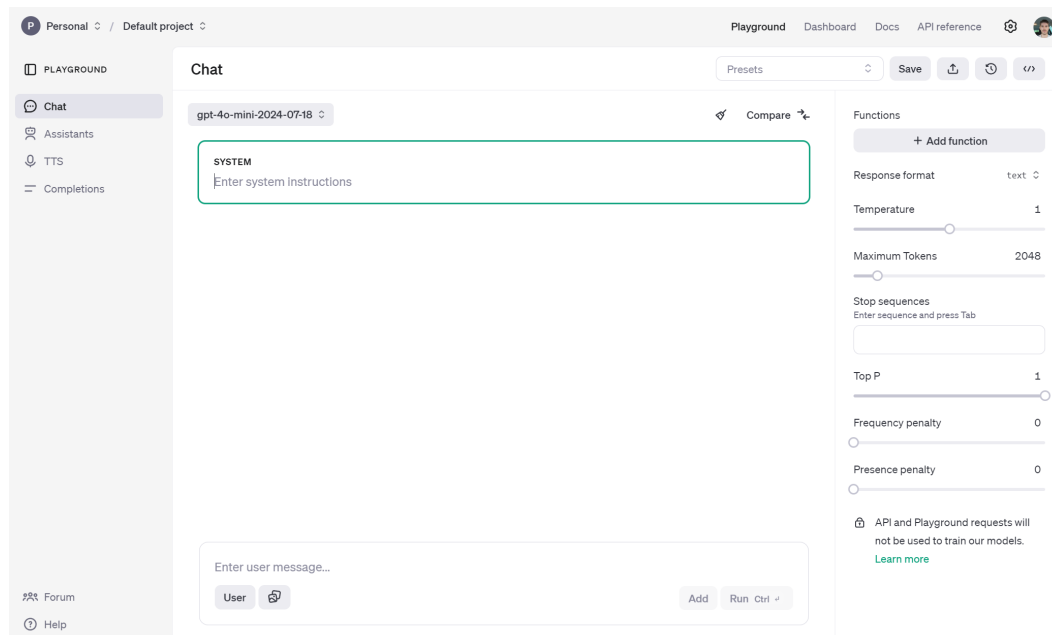 P Personal / Default project
Playground Dashboard Docs API reference
PLAYGROUND
Chat
Assistants
TTS
Completions
Forum
Help
Chat
Presets
Save
gpt-4o-mini-2024-07-18
Compare
SYSTEM
Enter system instructions
Enter user message...
User
Add
Run Ctrl ↵
Functions
+ Add function
Response format text
Temperature 1
Maximum Tokens 2048
Stop sequences
Enter sequence and press Tab
Top P 1
Frequency penalty 0
Presence penalty 0
API and Playground requests will
not be used to train our models.
Learn more